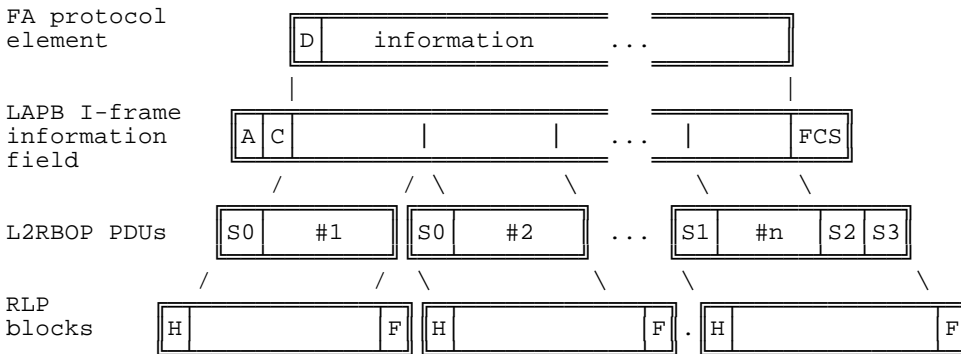 FA protocol
element
D information ...
LAPB I-frame
information
field
A C | | ... | FCS
L2RBOP PDUs
S0 #1 S0 #2 ... S1 #n S2 S3
RLP
blocks
H F H F . H F